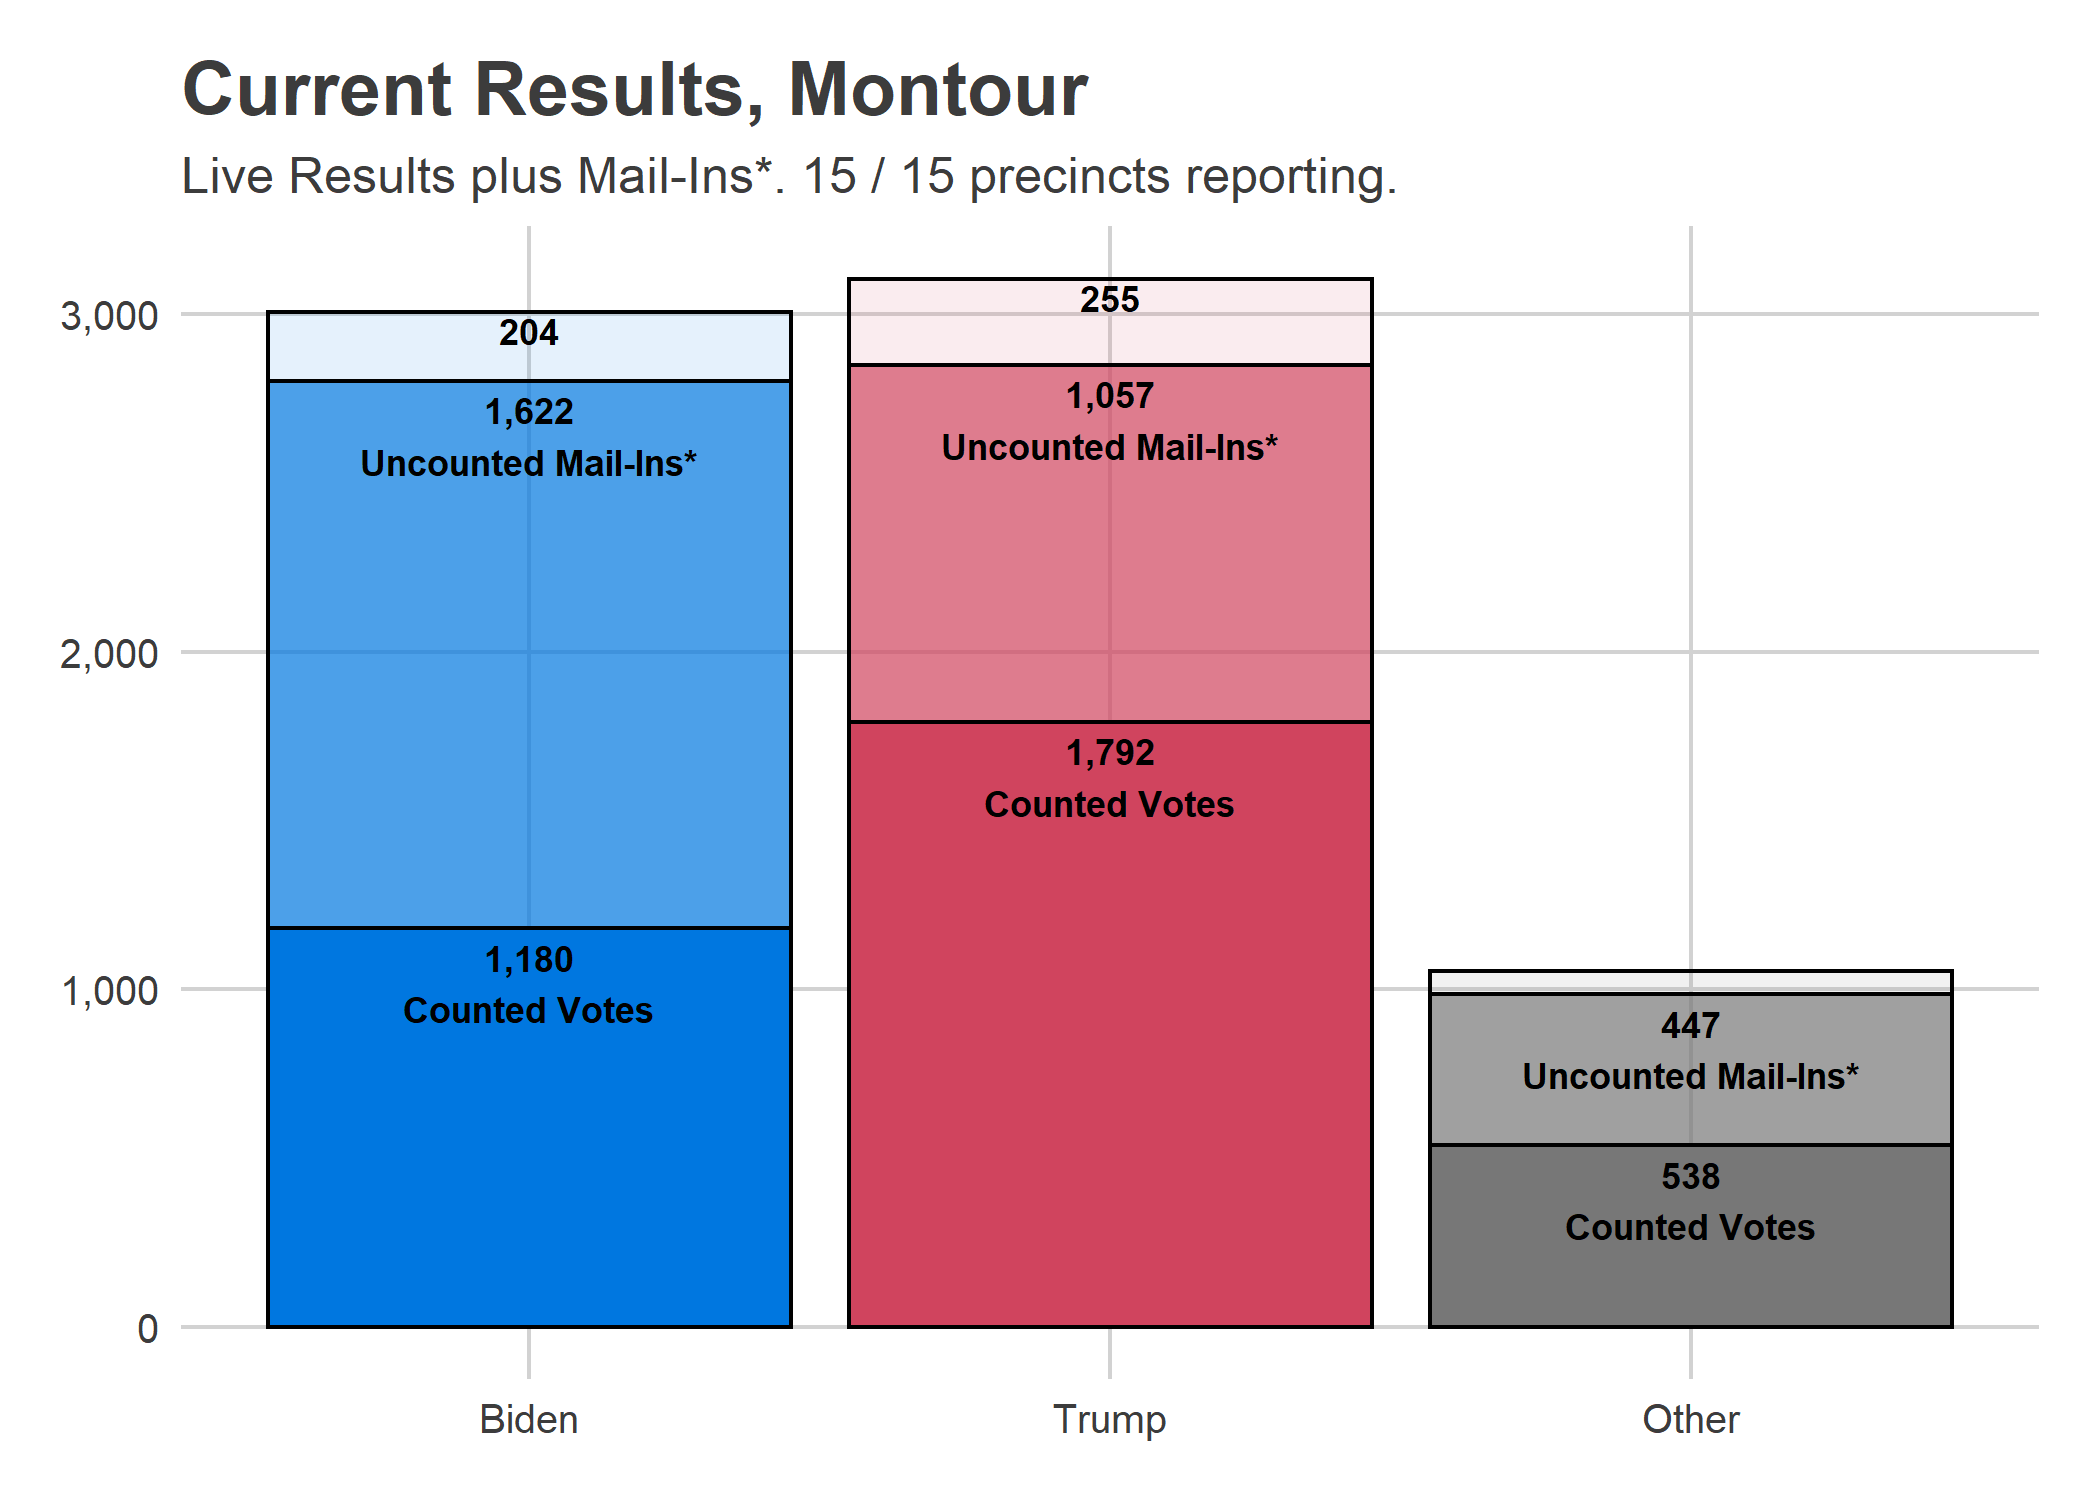 Current Results, Montour
Live Results plus Mail-Ins*. 15 / 15 precincts reporting.
3,000
2,000
1,000
0
204
1,622
Uncounted Mail-Ins*
1,180
Counted Votes
255
1,057
Uncounted Mail-Ins*
1,792
Counted Votes
447
Uncounted Mail-Ins*
538
Counted Votes
Biden
Trump
Other